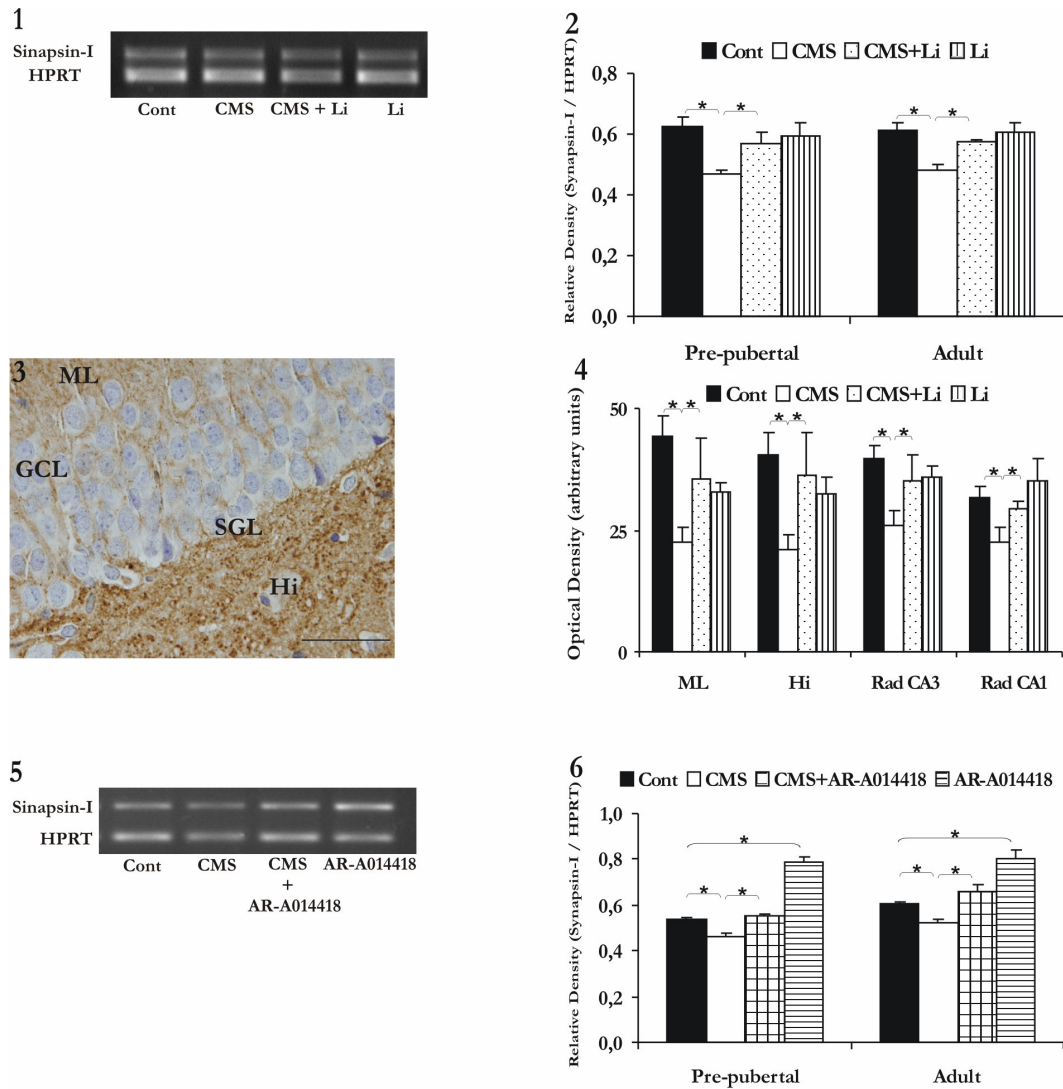 1
Sinapsin-I
HPRT
Cont CMS CMS + Li Li
2
Cont CMS CMS+Li Li
Relative Density (Synapsin-I / HPRT)
0,8
0,6
0,4
0,2
0,0
* * * *
Pre-pubertal Adult
3
ML
GCL
SGL
Hi
4
Cont CMS CMS+Li Li
Optical Density (arbitrary units)
50
25
0
* * * * * * * *
ML Hi Rad CA3 Rad CA1
5
Sinapsin-I
HPRT
Cont CMS CMS + AR-A014418 AR-A014418
6
Cont CMS CMS+AR-A014418 AR-A014418
Relative Density (Synapsin-I / HPRT)
1,0
0,8
0,6
0,4
0,2
0,0
* * * * * *
Pre-pubertal Adult